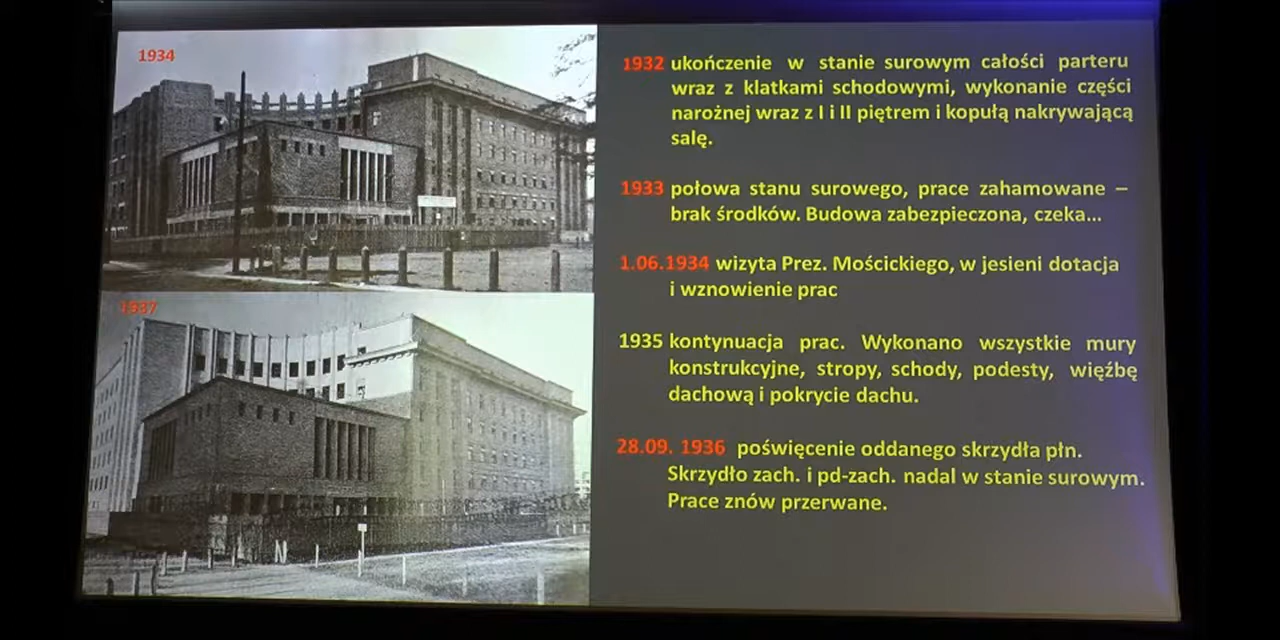 1934
1937
1932 ukończenie w stanie surowym całości parteru
wraz z klatkami schodowymi, wykonanie części
narożnej wraz z I i II piętrem i kopułą nakrywającą
salę.
1933 połowa stanu surowego, prace zahamowane –
brak środków. Budowa zabezpieczona, czeka...
1.06.1934 wizyta Prez. Mościckiego, w jesieni dotacja
i wznowienie prac
1935 kontynuacja prac. Wykonano wszystkie mury
konstrukcyjne, stropy, schody, podesty, więźbę
dachową i pokrycie dachu.
28.09. 1936 poświęcenie oddanego skrzydła płn.
Skrzydło zach. i pd-zach. nadal w stanie surowym.
Prace znów przerwane.